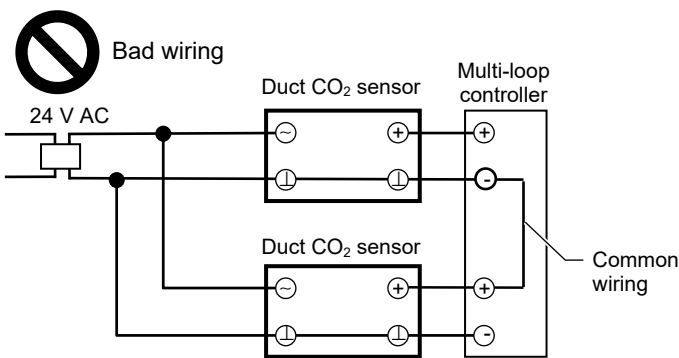 Bad wiring
24 V AC
Duct CO₂ sensor
Multi-loop
controller
~ +
+
⊥ ⊥
-
Duct CO₂ sensor
~ +
+
⊥ ⊥
-
Common
wiring